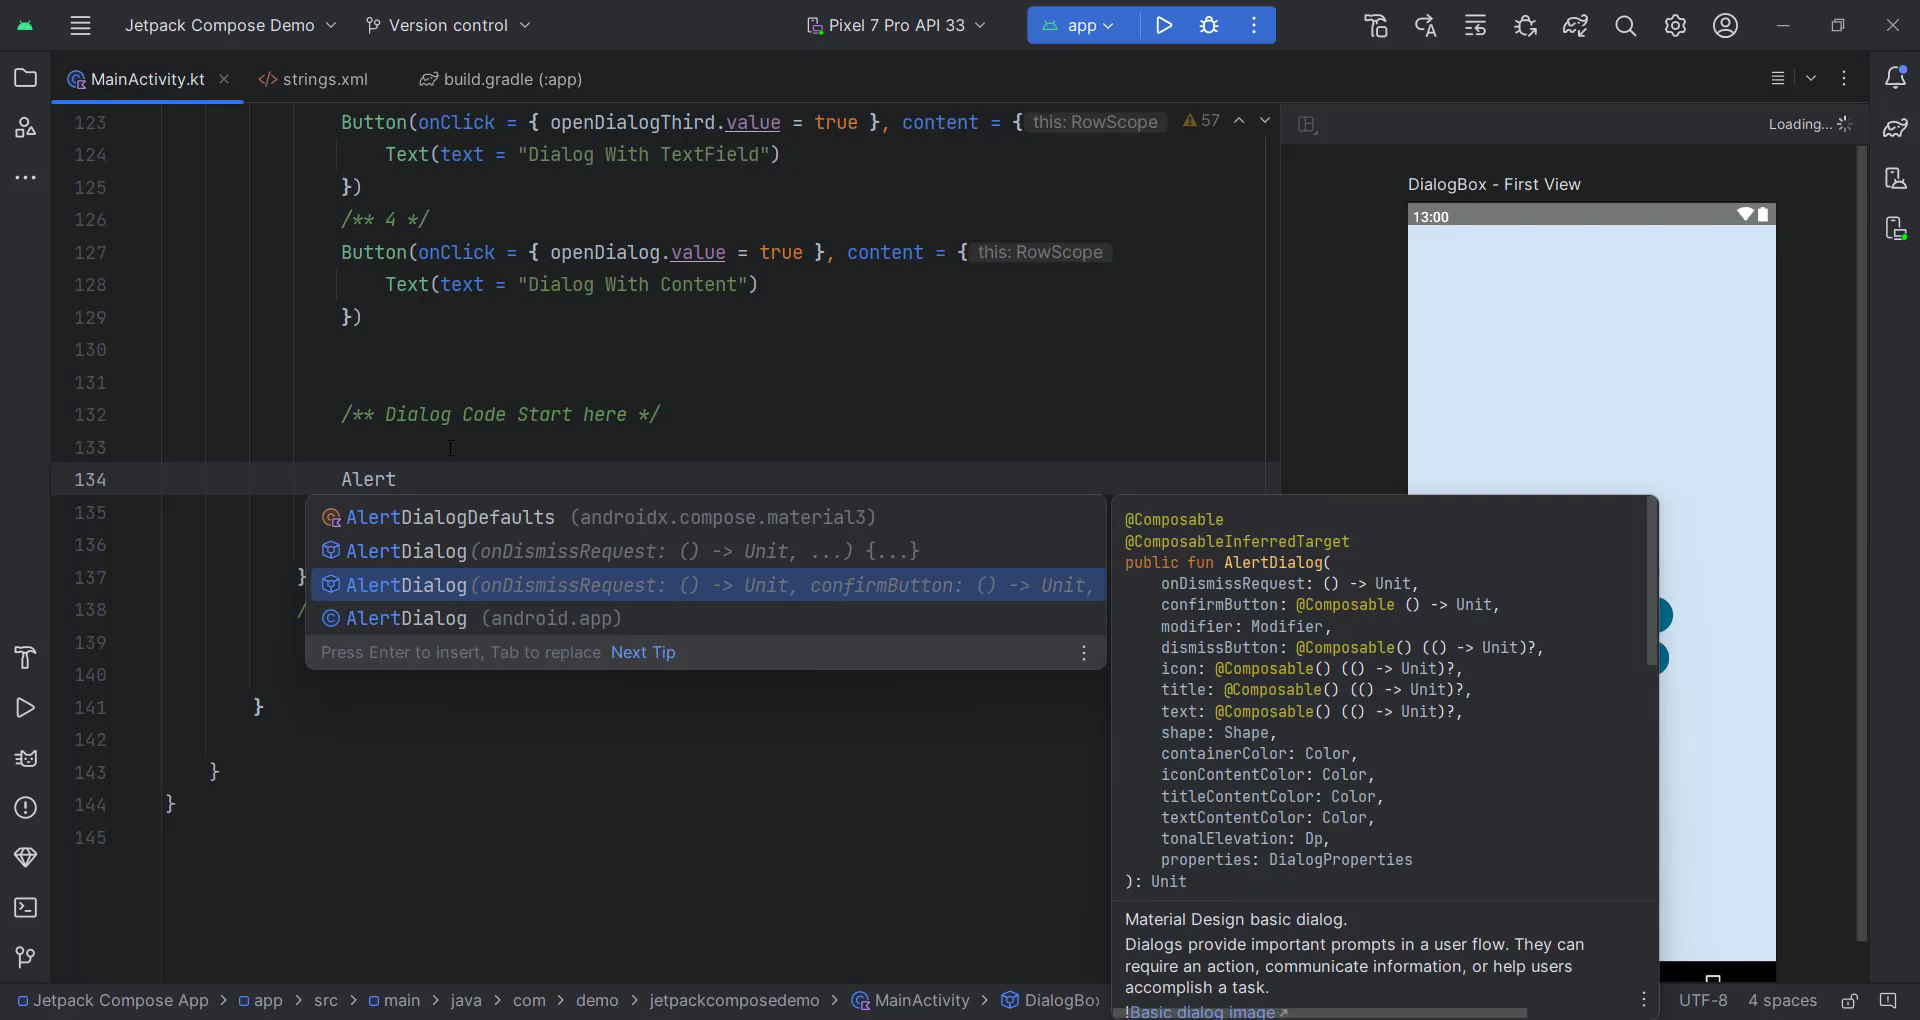 Jetpack Compose Demo
Version control
Pixel 7 Pro API 33
app
MainActivity.kt
strings.xml
build.gradle (:app)
123 Button(onClick = { openDialogThird.value = true }, content = { this: RowScope
57
124 Text(text = "Dialog With TextField")
125 })
126 /** 4 */
127 Button(onClick = { openDialog.value = true }, content = { this: RowScope
128 Text(text = "Dialog With Content")
129 })
130
131
132 /** Dialog Code Start here */
133
134 Alert
135
136
137 }
138 /
139
140
141 }
142
143 }
144 }
145
AlertDialogDefaults (androidx.compose.material3)
AlertDialog(onDismissRequest: () -> Unit, ...) {...}
AlertDialog(onDismissRequest: () -> Unit, confirmButton: () -> Unit,
AlertDialog (android.app)
Press Enter to insert, Tab to replace Next Tip
@Composable
@ComposableInferredTarget
public fun AlertDialog(
onDismissRequest: () -> Unit,
confirmButton: @Composable () -> Unit,
modifier: Modifier,
dismissButton: @Composable() (() -> Unit)?,
icon: @Composable() (() -> Unit)?,
title: @Composable() (() -> Unit)?,
text: @Composable() (() -> Unit)?,
shape: Shape,
containerColor: Color,
iconContentColor: Color,
titleContentColor: Color,
textContentColor: Color,
tonalElevation: Dp,
properties: DialogProperties
): Unit
Material Design basic dialog.
Dialogs provide important prompts in a user flow. They can
require an action, communicate information, or help users
accomplish a task.
!Basic dialog image
Loading...
DialogBox - First View
13:00
Jetpack Compose App > app > src > main > java > com > demo > jetpackcomposedemo > MainActivity > DialogBox
UTF-8
4 spaces